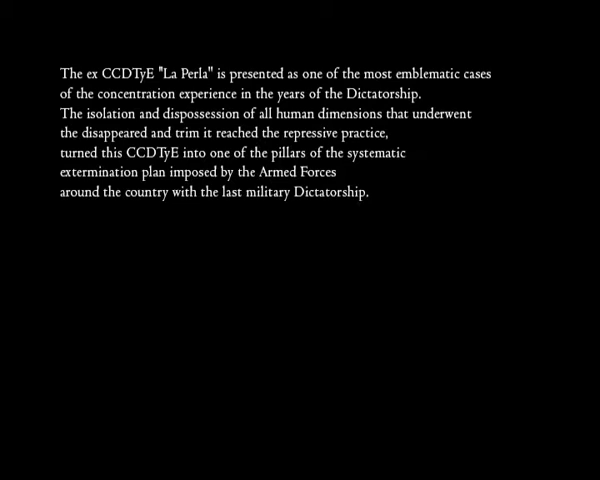 The ex CCDTyE "La Perla" is presented as one of the most emblematic cases
of the concentration experience in the years of the Dictatorship.
The isolation and dispossession of all human dimensions that underwent
the disappeared and trim it reached the repressive practice,
turned this CCDTyE into one of the pillars of the systematic
extermination plan imposed by the Armed Forces
around the country with the last military Dictatorship.